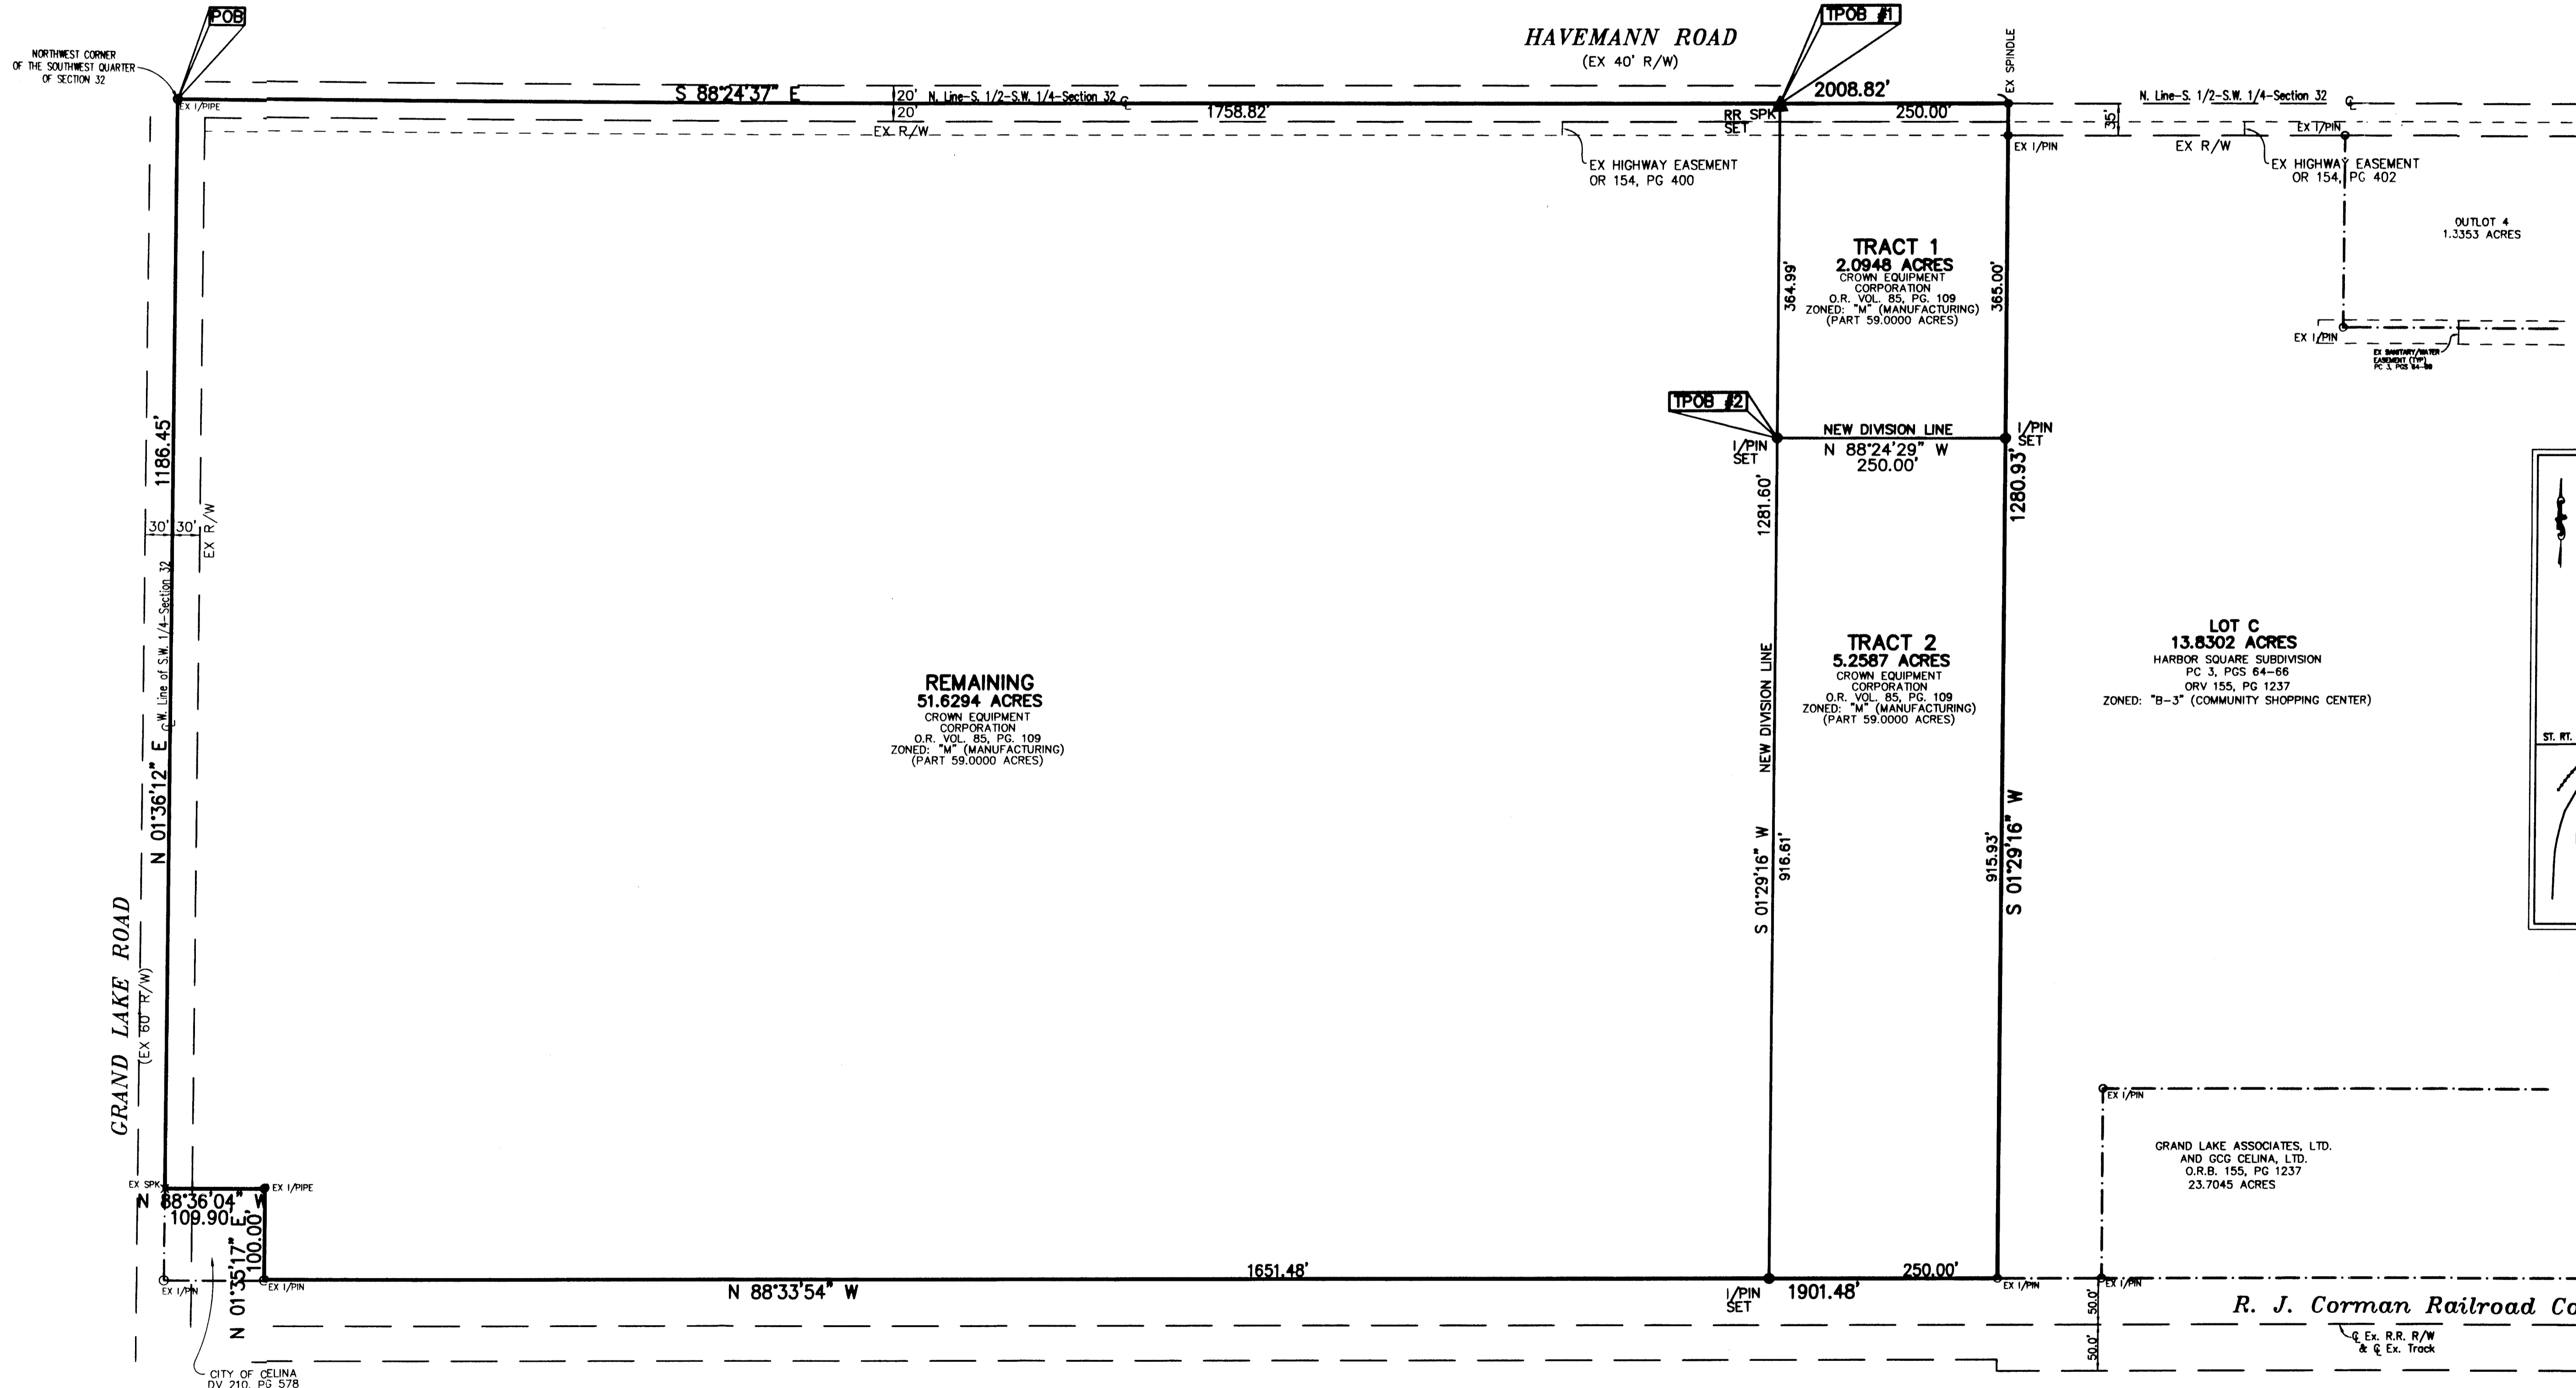 POB
NORTHWEST CORNER
OF THE SOUTHWEST QUARTER
OF SECTION 32
EX I/PIPE
S 88°24'37" E
20'
20'
N. Line-S. 1/2-S.W. 1/4-Section 32
1758.82'
EX R/W
HAVEMANN ROAD
(EX 40' R/W)
TPOB #1
2008.82'
250.00'
RR SPK
SET
EX SPINDLE
EX I/PIN
EX HIGHWAY EASEMENT
OR 154, PG 400
N. Line-S. 1/2-S.W. 1/4-Section 32
35'
EX I/PIN
EX R/W
EX HIGHWAY EASEMENT
OR 154, PG 402
OUTLOT 4
1.3353 ACRES
EX I/PIN
EX SANITARY/WATER
EASEMENT (TYP)
PC 3, PGS
TRACT 1
2.0948 ACRES
CROWN EQUIPMENT
CORPORATION
O.R. VOL. 85, PG. 109
ZONED: "M" (MANUFACTURING)
(PART 59.0000 ACRES)
364.99'
365.00'
TPOB #2
I/PIN
SET
NEW DIVISION LINE
N 88°24'29" W
250.00'
I/PIN
SET
1281.60'
1280.93'
1186.45'
30'
30'
EX R/W
W. Line of S.W. 1/4-Section 32
N 01°36'12" E
GRAND LAKE ROAD
(EX 60' R/W)
REMAINING
51.6294 ACRES
CROWN EQUIPMENT
CORPORATION
O.R. VOL. 85, PG. 109
ZONED: "M" (MANUFACTURING)
(PART 59.0000 ACRES)
NEW DIVISION LINE
S 01°29'16" W
916.61'
TRACT 2
5.2587 ACRES
CROWN EQUIPMENT
CORPORATION
O.R. VOL. 85, PG. 109
ZONED: "M" (MANUFACTURING)
(PART 59.0000 ACRES)
915.93'
S 01°29'16" W
LOT C
13.8302 ACRES
HARBOR SQUARE SUBDIVISION
PC 3, PGS 64-66
ORV 155, PG 1237
ZONED: "B-3" (COMMUNITY SHOPPING CENTER)
ST. RT.
EX I/PIN
GRAND LAKE ASSOCIATES, LTD.
AND GCG CELINA, LTD.
O.R.B. 155, PG 1237
23.7045 ACRES
EX SPK
EX I/PIPE
N 88°36'04" W
109.90'
N 01°35'17" E
100.00'
EX I/PIN
EX I/PIN
CITY OF CELINA
DV 210, PG 578
N 88°33'54" W
1651.48'
I/PIN
SET
1901.48'
250.00'
EX I/PIN
EX I/PIN
50.0'
50.0'
R. J. Corman Railroad Co
Ex. R.R. R/W
& Ex. Track